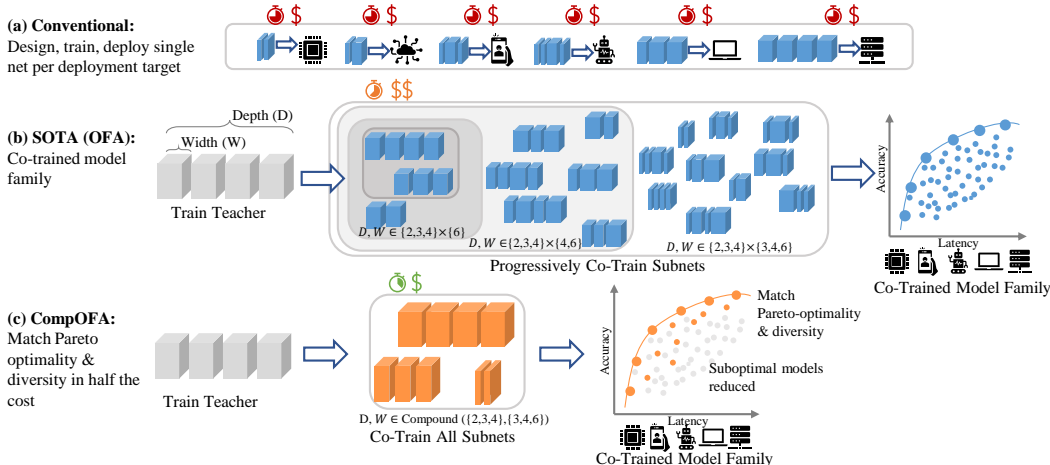 $ $ $ $ $ $
(a) Conventional:
Design, train, deploy single
net per deployment target
$$
(b) SOTA (OFA):
Co-trained model
family
Depth (D)
Width (W)
Train Teacher
D, W ∈ {2,3,4}×{6}
D, W ∈{2,3,4}×{4,6}
D, W ∈ {2,3,4}×{3,4,6}
Progressively Co-Train Subnets
Accuracy
Latency
Co-Trained Model Family
$
(c) CompOFA:
Match Pareto
optimality &
diversity in half the
cost
Train Teacher
D, W ∈ Compound ({2,3,4},{3,4,6})
Co-Train All Subnets
Accuracy
Match
Pareto-optimality
& diversity
Suboptimal models
reduced
Latency
Co-Trained Model Family